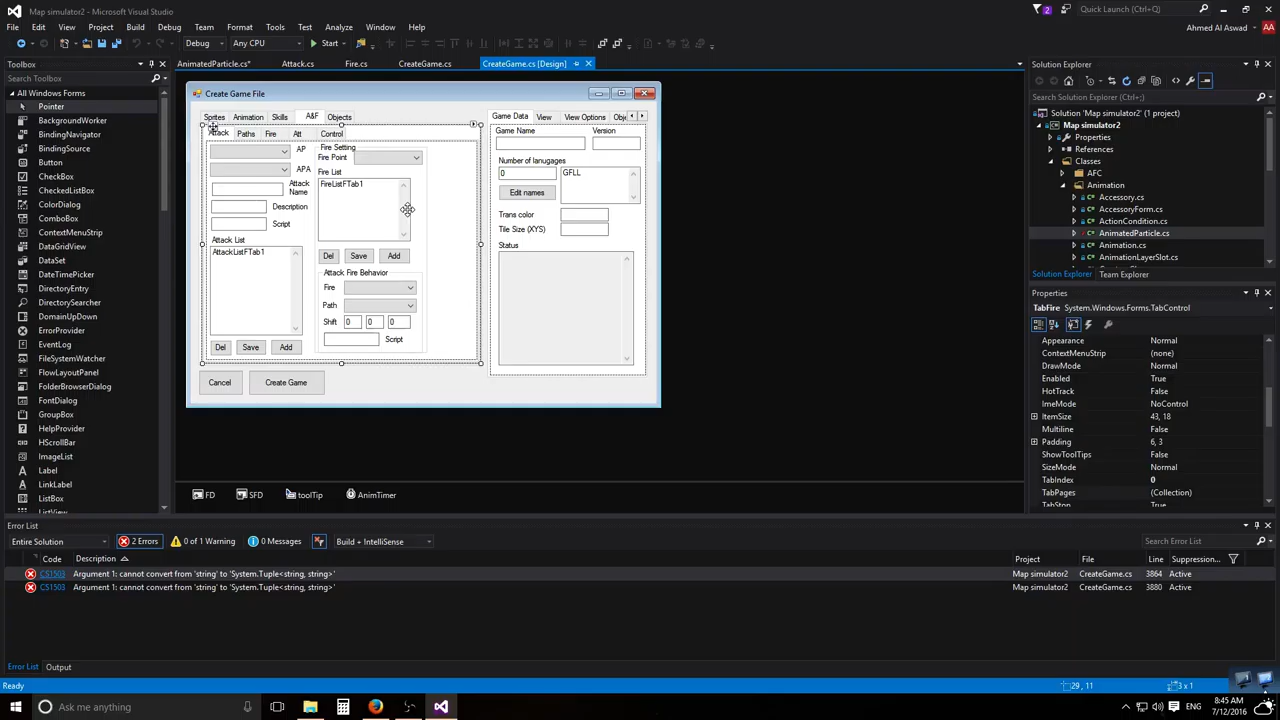 Map simulator2 - Microsoft Visual Studio
2
Quick Launch (Ctrl+Q)
File Edit View Project Build Debug Team Format Tools Test Analyze Window Help
Ahmed Al Aswad AA
Debug Any CPU Start
Toolbox
AnimatedParticle.cs* Attack.cs Fire.cs CreateGame.cs CreateGame.cs [Design]
Solution Explorer
Search Toolbox
Search Solution Explorer (Ctrl+;)
All Windows Forms
Pointer
BackgroundWorker
BindingNavigator
BindingSource
Button
CheckBox
CheckedListBox
ColorDialog
ComboBox
ContextMenuStrip
DataGridView
DataSet
DateTimePicker
DirectoryEntry
DirectorySearcher
DomainUpDown
ErrorProvider
EventLog
FileSystemWatcher
FlowLayoutPanel
FolderBrowserDialog
FontDialog
GroupBox
HelpProvider
HScrollBar
ImageList
Label
LinkLabel
ListBox
ListView
Create Game File
Sprites Animation Skills A&F Objects
Attack Paths Fire Att Control
AP
APA
Attack Name
Description
Script
Attack List
AttackListFTab1
Del Save Add
Fire Setting
Fire Point
Fire List
FireListFTab1
Del Save Add
Attack Fire Behavior
Fire
Path
Shift 0 0 0
Script
Cancel Create Game
Game Data View View Options Obje
Game Name Version
Number of lanugages
0 GFLL
Edit names
Trans color
Tile Size (XYS)
Status
FD SFD toolTip AnimTimer
Solution 'Map simulator2' (1 project)
Map simulator2
Properties
References
Classes
AFC
Animation
Accessory.cs
AccessoryForm.cs
ActionCondition.cs
AnimatedParticle.cs
Animation.cs
AnimationLayerSlot.cs
Solution Explorer Team Explorer
Properties
TabFire System.Windows.Forms.TabControl
Appearance Normal
ContextMenuStrip (none)
DrawMode Normal
Enabled True
HotTrack False
ImeMode NoControl
ItemSize 43, 18
Multiline False
Padding 6, 3
ShowToolTips False
SizeMode Normal
TabIndex 0
TabPages (Collection)
TabStop True
Error List
Entire Solution 2 Errors 0 of 1 Warning 0 Messages Build + IntelliSense
Search Error List
Code Description Project File Line Suppression...
CS1503 Argument 1: cannot convert from 'string' to 'System.Tuple<string, string>' Map simulator2 CreateGame.cs 3864 Active
CS1503 Argument 1: cannot convert from 'string' to 'System.Tuple<string, string>' Map simulator2 CreateGame.cs 3880 Active
Error List Output
Ready 29 , 11 3 x 1
Ask me anything
ENG
8:45 AM
7/12/2016